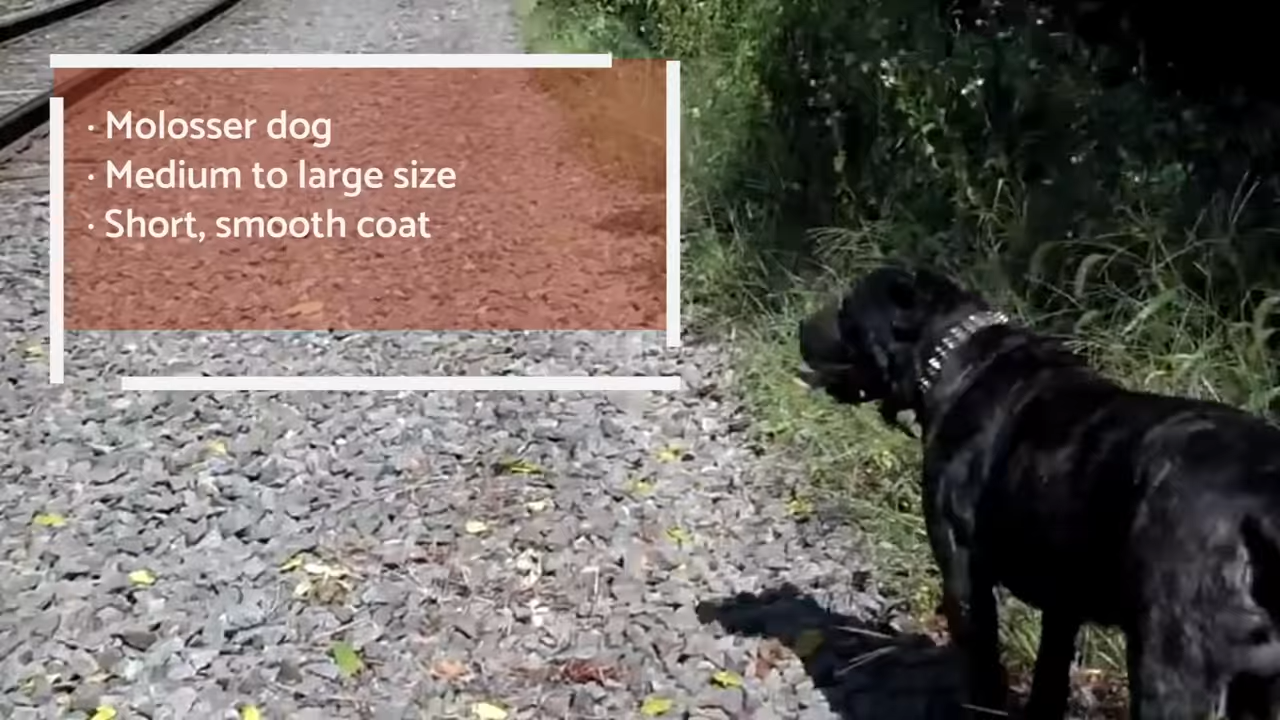 · Molosser dog
· Medium to large size
· Short, smooth coat